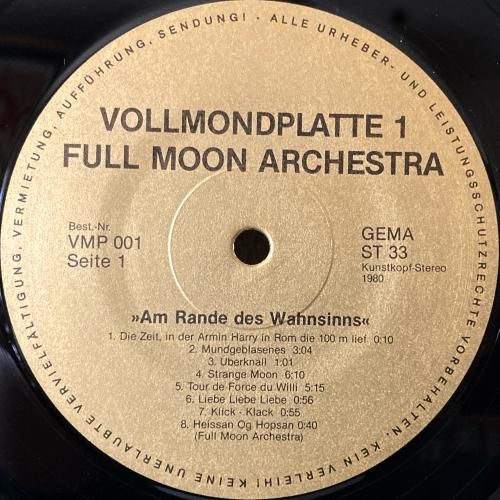 VERMIETUNG, AUFFÜHRUNG, SENDUNG! · ALLE URHEBER- UND LEISTUNGSSCHUTZRECHTE VORBEHALTEN. KEIN VERLEIH! KEINE UNERLAUBTE VERVIELFÄLTIGUNG,
VOLLMONDPLATTE 1
FULL MOON ARCHESTRA
Best.-Nr.
VMP 001
Seite 1
GEMA
ST 33
Kunstkopf-Stereo
1980
»Am Rande des Wahnsinns«
1. Die Zeit, in der Armin Harry in Rom die 100 m lief. 0:10
2. Mundgeblasenes 3:04
3. Überknall 1:01
4. Strange Moon 6:10
5. Tour de Force du Willi 5:15
6. Liebe Liebe Liebe 0:56
7. Klick - Klack 0:55
8. Heissan Og Hopsan 0:40
(Full Moon Archestra)